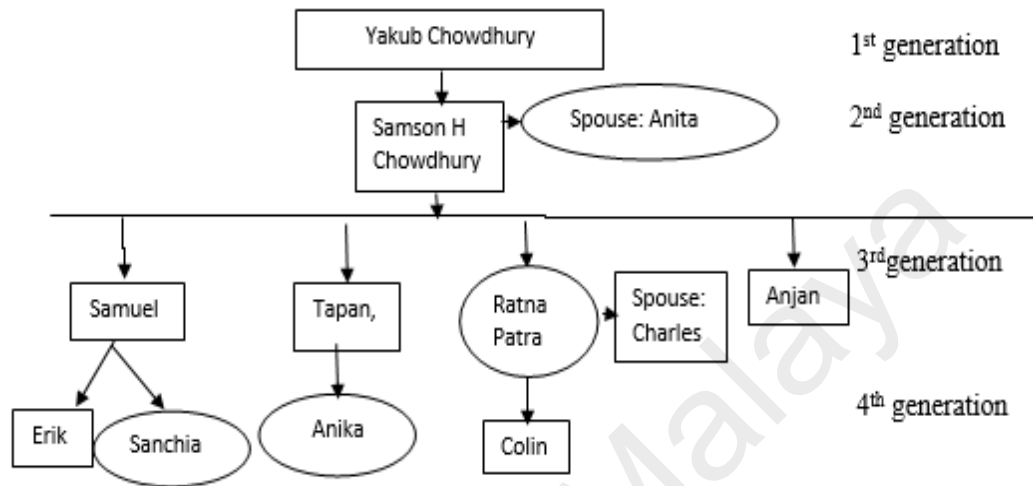 Yakub Chowdhury
1st generation
Samson H
Chowdhury
Spouse: Anita
2nd generation
3rdgeneration
Samuel
Tapan,
Ratna
Patra
Spouse:
Charles
Anjan
4th generation
Erik
Sanchia
Anika
Colin
Malaya